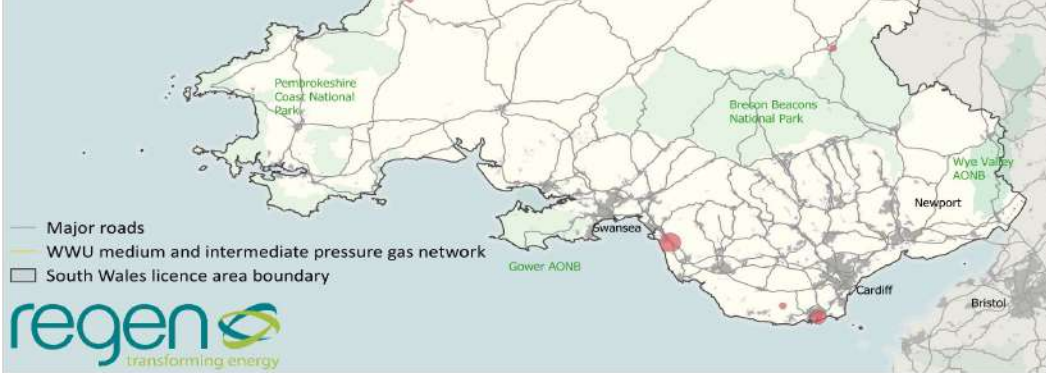 Pembrokeshire
Coast National
Park
Brecon Beacons
National Park
Wye Valley
AONB
Newport
Swansea
Gower AONB
Cardiff
Bristol
Major roads
WWU medium and intermediate pressure gas network
South Wales licence area boundary
regen
transforming energy